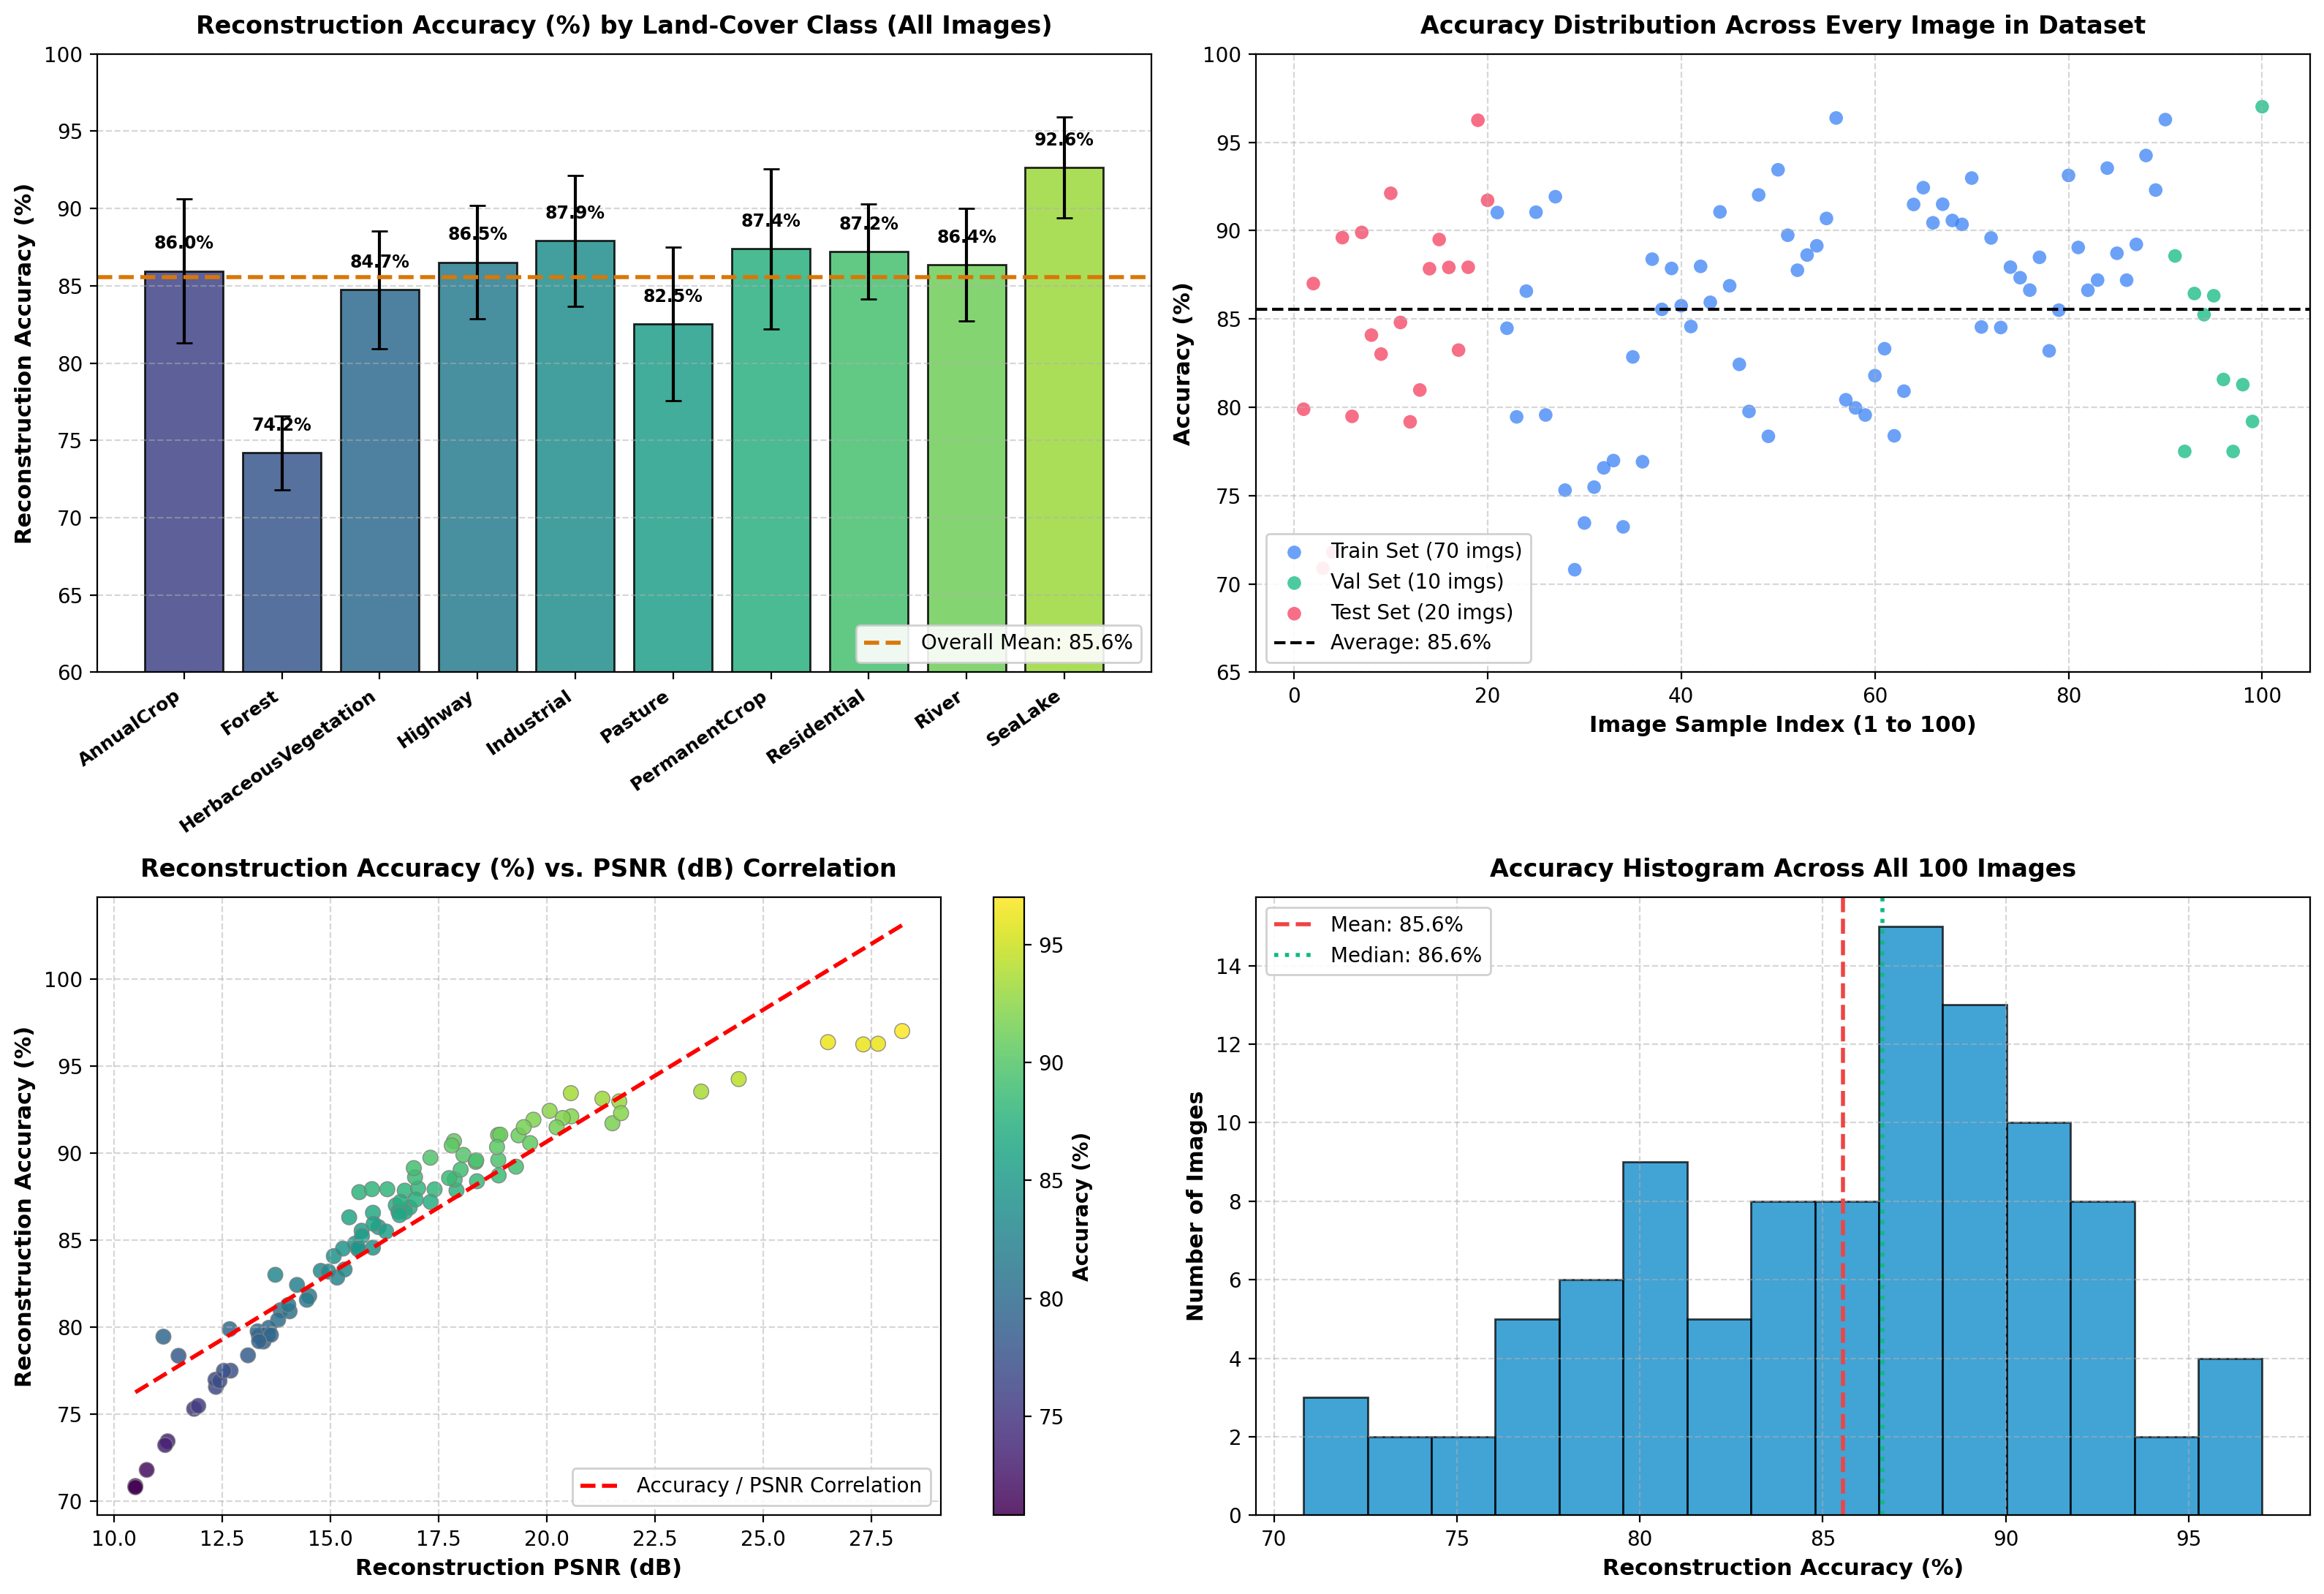 Reconstruction Accuracy (%) by Land-Cover Class (All Images)
Reconstruction Accuracy (%)
100
95
90
85
80
75
70
65
60
86.0%
74.2%
84.7%
86.5%
87.9%
82.5%
87.4%
87.2%
86.4%
92.6%
Overall Mean: 85.6%
AnnualCrop
Forest
HerbaceousVegetation
Highway
Industrial
Pasture
PermanentCrop
Residential
River
SeaLake
Accuracy Distribution Across Every Image in Dataset
Accuracy (%)
100
95
90
85
80
75
70
65
Train Set (70 imgs)
Val Set (10 imgs)
Test Set (20 imgs)
Average: 85.6%
0
20
40
60
80
100
Image Sample Index (1 to 100)
Reconstruction Accuracy (%) vs. PSNR (dB) Correlation
Reconstruction Accuracy (%)
100
95
90
85
80
75
70
Accuracy / PSNR Correlation
10.0
12.5
15.0
17.5
20.0
22.5
25.0
27.5
Reconstruction PSNR (dB)
95
90
85
80
75
Accuracy (%)
Accuracy Histogram Across All 100 Images
Number of Images
14
12
10
8
6
4
2
0
Mean: 85.6%
Median: 86.6%
70
75
80
85
90
95
Reconstruction Accuracy (%)